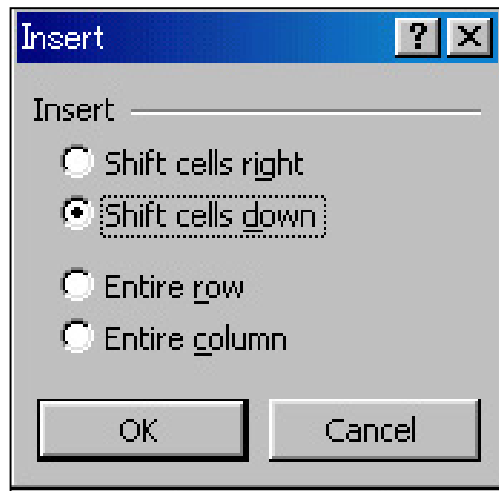 Insert
Insert
Shift cells right
Shift cells down
Entire row
Entire column
OK Cancel